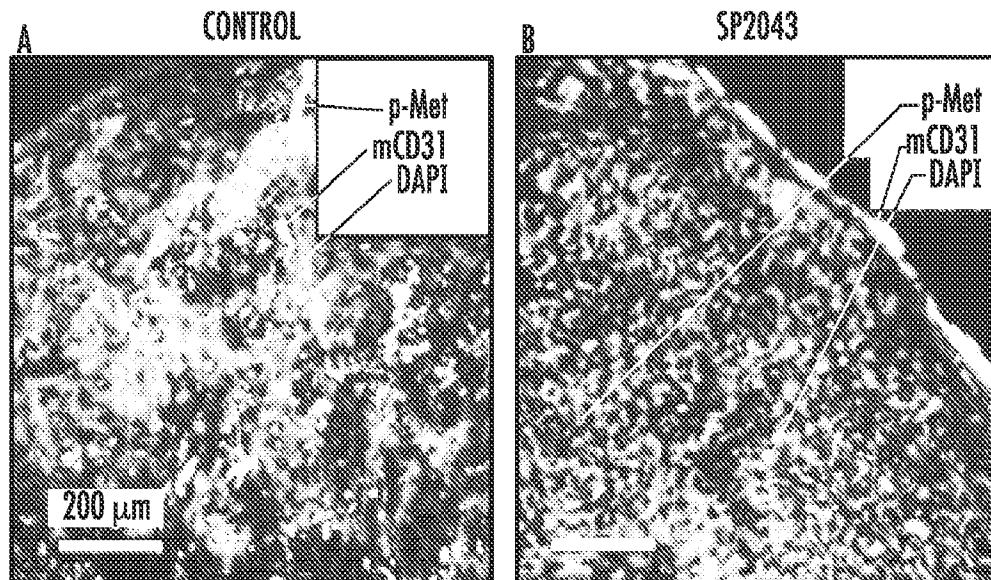 CONTROL
A
p-Met
mCD31
DAPI
200 μm
SP2043
B
p-Met
mCD31
DAPI